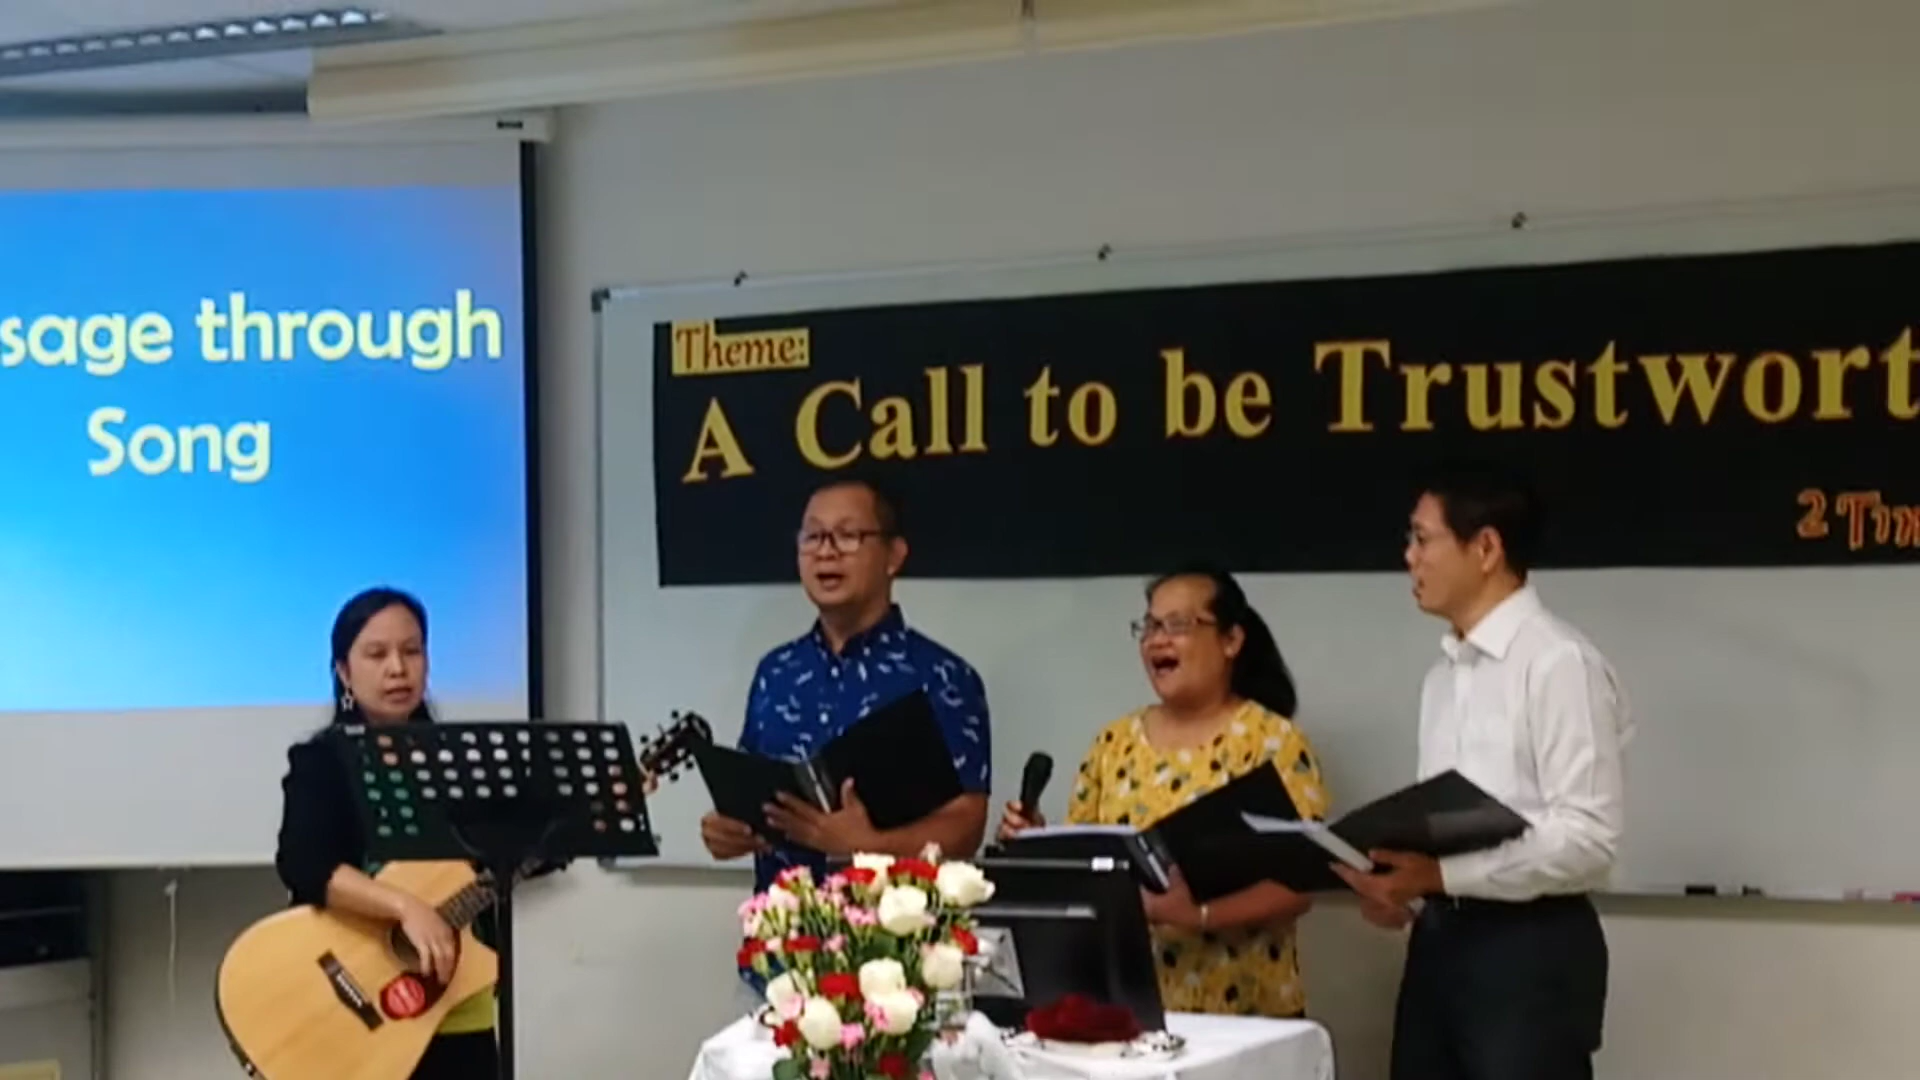 sage through
Song
Theme:
A Call to be Trustwort
2 Tim